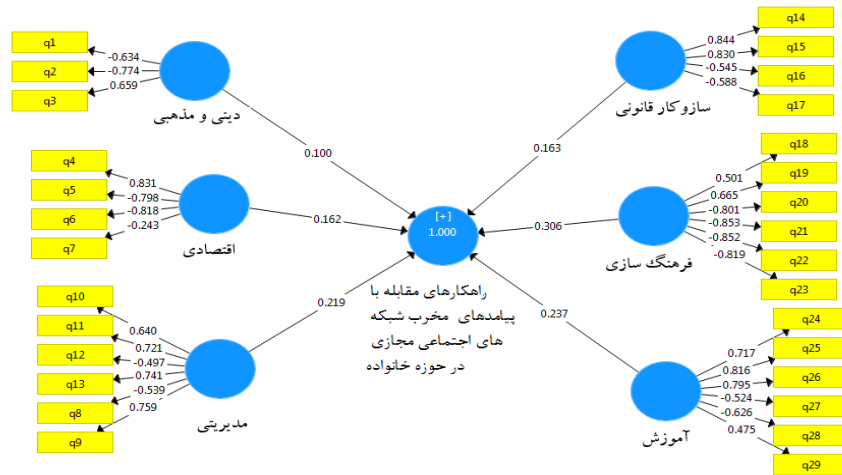 q1
q2
q3
-0.634
-0.774
0.659
دینی و مذهبی
0.100
q4
q5
q6
q7
0.831
-0.798
-0.818
-0.243
اقتصادی
0.162
q10
q11
q12
q13
q8
q9
0.640
0.721
-0.497
0.741
-0.539
0.759
مدیریتی
0.219
[+]
1.000
راهکارهای مقابله با
پیامدهای مخرب شبکه
های اجتماعی مجازی
در حوزه خانواده
q14
q15
q16
q17
0.844
0.830
-0.545
-0.588
سازوکار قانونی
0.163
q18
q19
q20
q21
q22
q23
0.501
0.665
-0.801
-0.853
-0.852
-0.819
فرهنگ سازی
0.306
q24
q25
q26
q27
q28
q29
0.717
0.816
0.795
-0.524
-0.626
0.475
آموزش
0.237